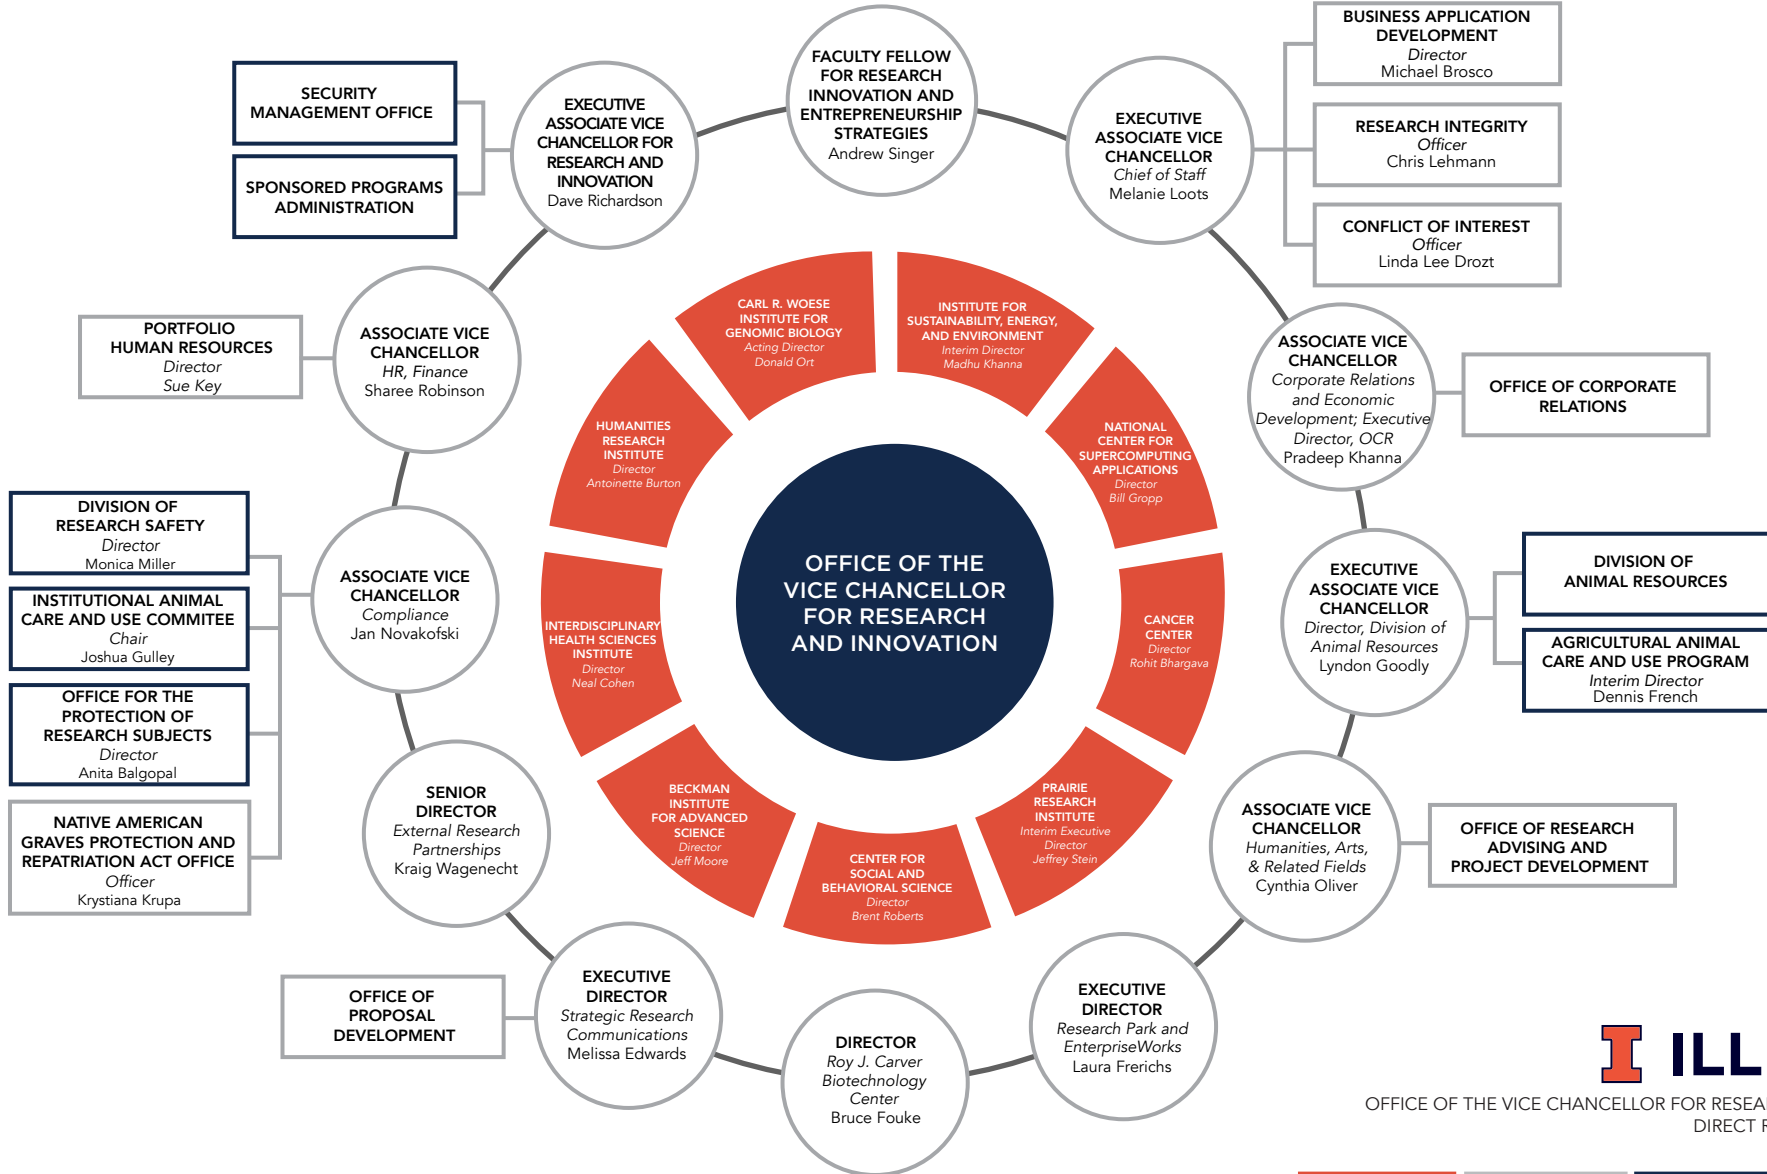 FACULTY FELLOW
FOR RESEARCH
INNOVATION AND
ENTREPRENEURSHIP
STRATEGIES
Andrew Singer
EXECUTIVE
ASSOCIATE VICE
CHANCELLOR
Chief of Staff
Melanie Loots
BUSINESS APPLICATION
DEVELOPMENT
Director
Michael Brosco
RESEARCH INTEGRITY
Officer
Chris Lehmann
CONFLICT OF INTEREST
Officer
Linda Lee Drozt
ASSOCIATE VICE
CHANCELLOR
Corporate Relations
and Economic
Development; Executive
Director, OCR
Pradeep Khanna
OFFICE OF CORPORATE
RELATIONS
EXECUTIVE
ASSOCIATE VICE
CHANCELLOR
Director, Division of
Animal Resources
Lyndon Goodly
DIVISION OF
ANIMAL RESOURCES
AGRICULTURAL ANIMAL
CARE AND USE PROGRAM
Interim Director
Dennis French
ASSOCIATE VICE
CHANCELLOR
Humanities, Arts,
& Related Fields
Cynthia Oliver
OFFICE OF RESEARCH
ADVISING AND
PROJECT DEVELOPMENT
EXECUTIVE
DIRECTOR
Research Park and
EnterpriseWorks
Laura Frerichs
DIRECTOR
Roy J. Carver
Biotechnology
Center
Bruce Fouke
EXECUTIVE
DIRECTOR
Strategic Research
Communications
Melissa Edwards
OFFICE OF
PROPOSAL
DEVELOPMENT
SENIOR
DIRECTOR
External Research
Partnerships
Kraig Wagenecht
ASSOCIATE VICE
CHANCELLOR
Compliance
Jan Novakofski
DIVISION OF
RESEARCH SAFETY
Director
Monica Miller
INSTITUTIONAL ANIMAL
CARE AND USE COMMITEE
Chair
Joshua Gulley
OFFICE FOR THE
PROTECTION OF
RESEARCH SUBJECTS
Director
Anita Balgopal
NATIVE AMERICAN
GRAVES PROTECTION AND
REPATRIATION ACT OFFICE
Officer
Krystiana Krupa
ASSOCIATE VICE
CHANCELLOR
HR, Finance
Sharee Robinson
PORTFOLIO
HUMAN RESOURCES
Director
Sue Key
EXECUTIVE
ASSOCIATE VICE
CHANCELLOR FOR
RESEARCH AND
INNOVATION
Dave Richardson
SECURITY
MANAGEMENT OFFICE
SPONSORED PROGRAMS
ADMINISTRATION
CARL R. WOESE
INSTITUTE FOR
GENOMIC BIOLOGY
Acting Director
Donald Ort
INSTITUTE FOR
SUSTAINABILITY, ENERGY,
AND ENVIRONMENT
Interim Director
Madhu Khanna
NATIONAL
CENTER FOR
SUPERCOMPUTING
APPLICATIONS
Director
Bill Gropp
CANCER
CENTER
Director
Rohit Bhargava
PRAIRIE
RESEARCH
INSTITUTE
Interim Executive
Director
Jeffrey Stein
CENTER FOR
SOCIAL AND
BEHAVIORAL SCIENCE
Director
Brent Roberts
BECKMAN
INSTITUTE
FOR ADVANCED
SCIENCE
Director
Jeff Moore
INTERDISCIPLINARY
HEALTH SCIENCES
INSTITUTE
Director
Neal Cohen
HUMANITIES
RESEARCH
INSTITUTE
Director
Antoinette Burton
OFFICE OF THE
VICE CHANCELLOR
FOR RESEARCH
AND INNOVATION
I ILL
OFFICE OF THE VICE CHANCELLOR FOR RESEA
DIRECT R